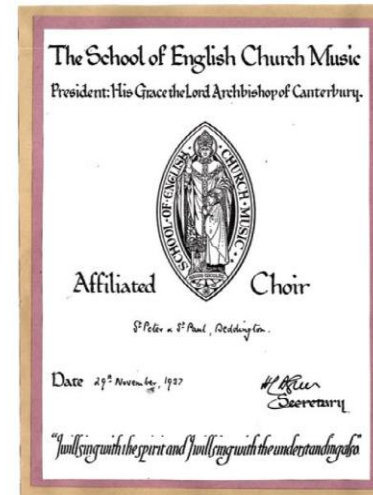 The School of English Church Music
President: His Grace the Lord Archbishop of Canterbury.
SCHOOL · OF · ENGLISH · CHURCH · MUSIC ·
Affiliated Choir
St Peter & St Paul, Deddington.
Date 29th November, 1937
Secretary
"I will sing with the spirit and I will sing with the understanding also"